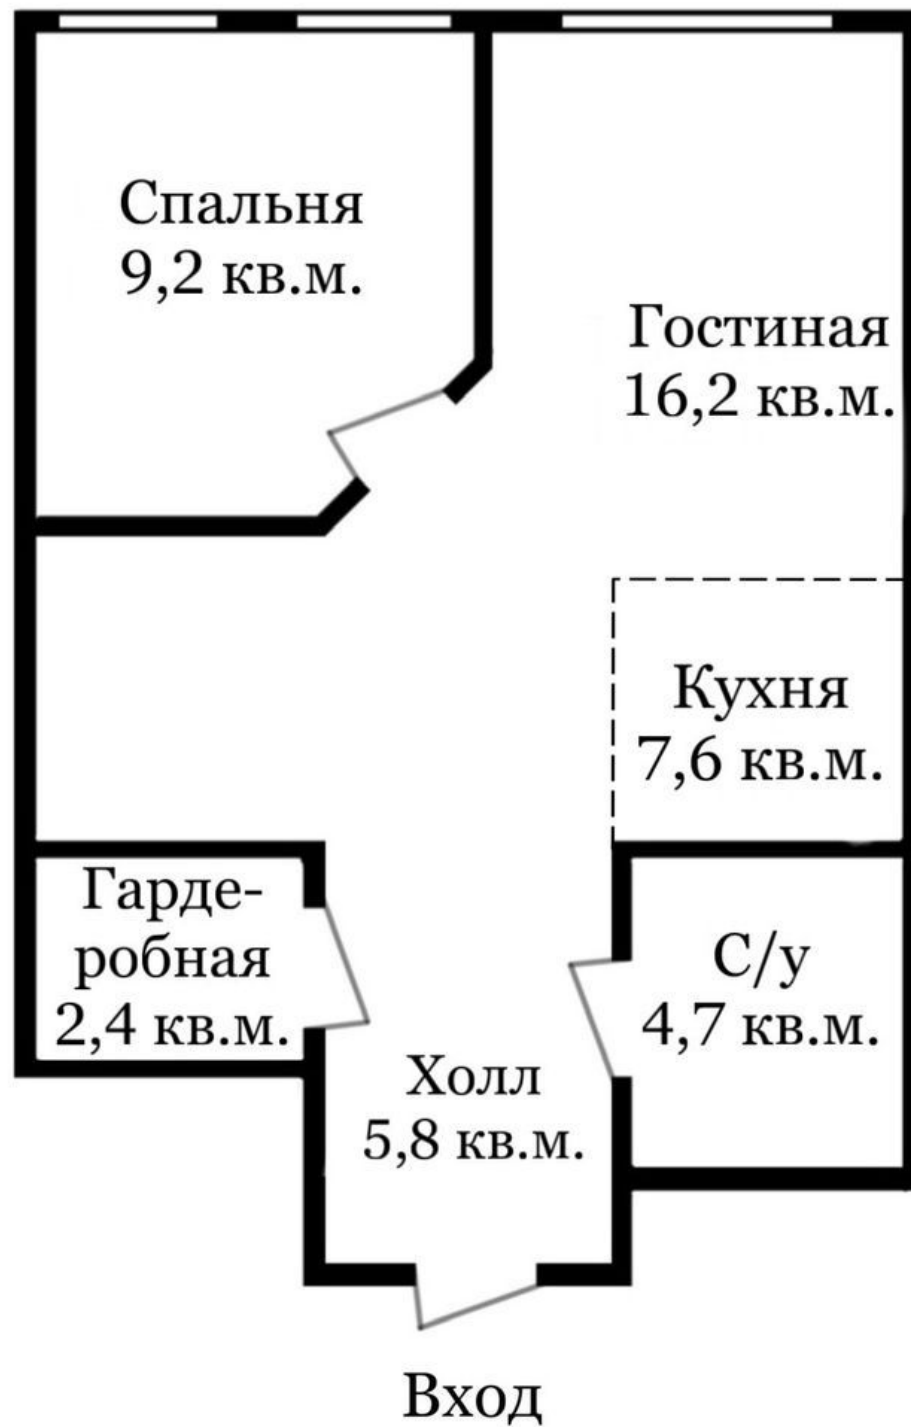 Спальня
9,2 кв.м.
Гостиная
16,2 кв.м.
Кухня
7,6 кв.м.
Гарде-
робная
2,4 кв.м.
С/у
4,7 кв.м.
Холл
5,8 кв.м.
Вход